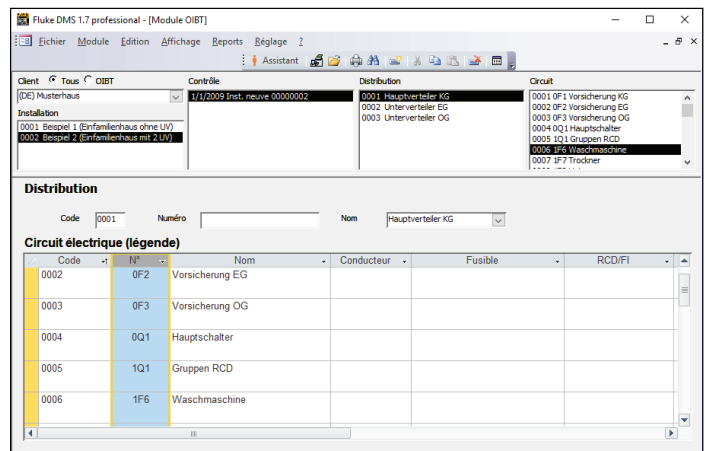 Fluke DMS 1.7 professional - [Module OIBT]
Eichier Module Edition Affichage Reports Réglage ?
Assistant
Client Tous OIBT
(DE) Musterhaus
Installation
0001 Beispiel 1 (Einfamilienhaus ohne UV)
0002 Beispiel 2 (Einfamilienhaus mit 2 UV)
Contrôle
1/1/2009 Inst. neuve 00000002
Distribution
0001 Hauptverteiler KG
0002 Unterverteiler EG
0003 Unterverteiler OG
Circuit
0001 0F1 Vorsicherung KG
0002 0F2 Vorsicherung EG
0003 0F3 Vorsicherung OG
0004 0Q1 Hauptschalter
0005 1Q1 Gruppen RCD
0006 1F6 Waschmaschine
0007 1F7 Trockner
Distribution
Code 0001 Numéro Nom Hauptverteiler KG
Circuit électrique (légende)
Code N° Nom Conducteur Fusible RCD/FI
0002 0F2 Vorsicherung EG
0003 0F3 Vorsicherung OG
0004 0Q1 Hauptschalter
0005 1Q1 Gruppen RCD
0006 1F6 Waschmaschine